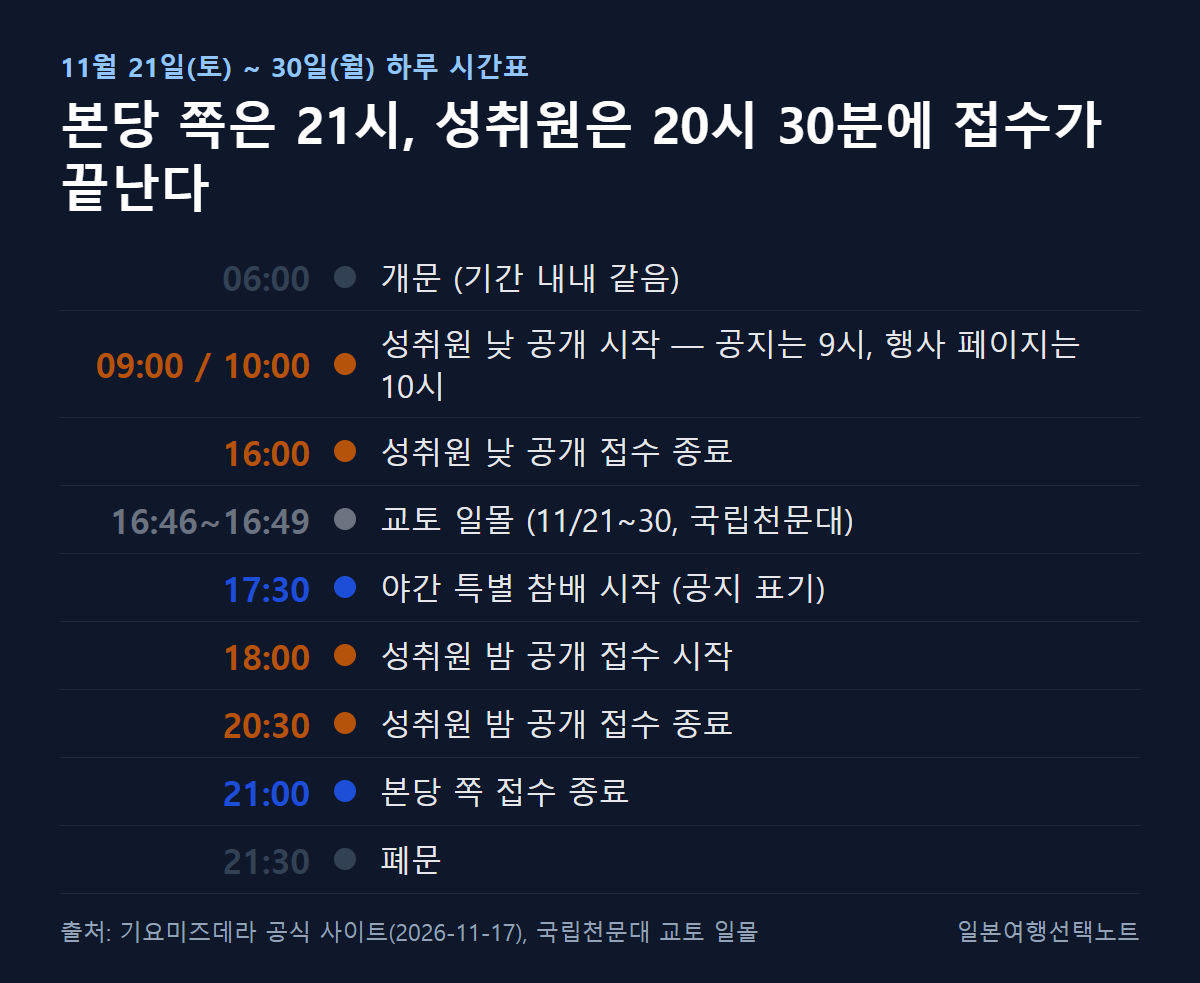 11월 21일(토) ~ 30일(월) 하루 시간표
본당 쪽은 21시, 성취원은 20시 30분에 접수가
끝난다
06:00 개문 (기간 내내 같음)
09:00 / 10:00 성취원 낮 공개 시작 — 공지는 9시, 행사 페이지는
10시
16:00 성취원 낮 공개 접수 종료
16:46~16:49 교토 일몰 (11/21~30, 국립천문대)
17:30 야간 특별 참배 시작 (공지 표기)
18:00 성취원 밤 공개 접수 시작
20:30 성취원 밤 공개 접수 종료
21:00 본당 쪽 접수 종료
21:30 폐문
출처: 기요미즈데라 공식 사이트(2026-11-17), 국립천문대 교토 일몰 일본여행선택노트